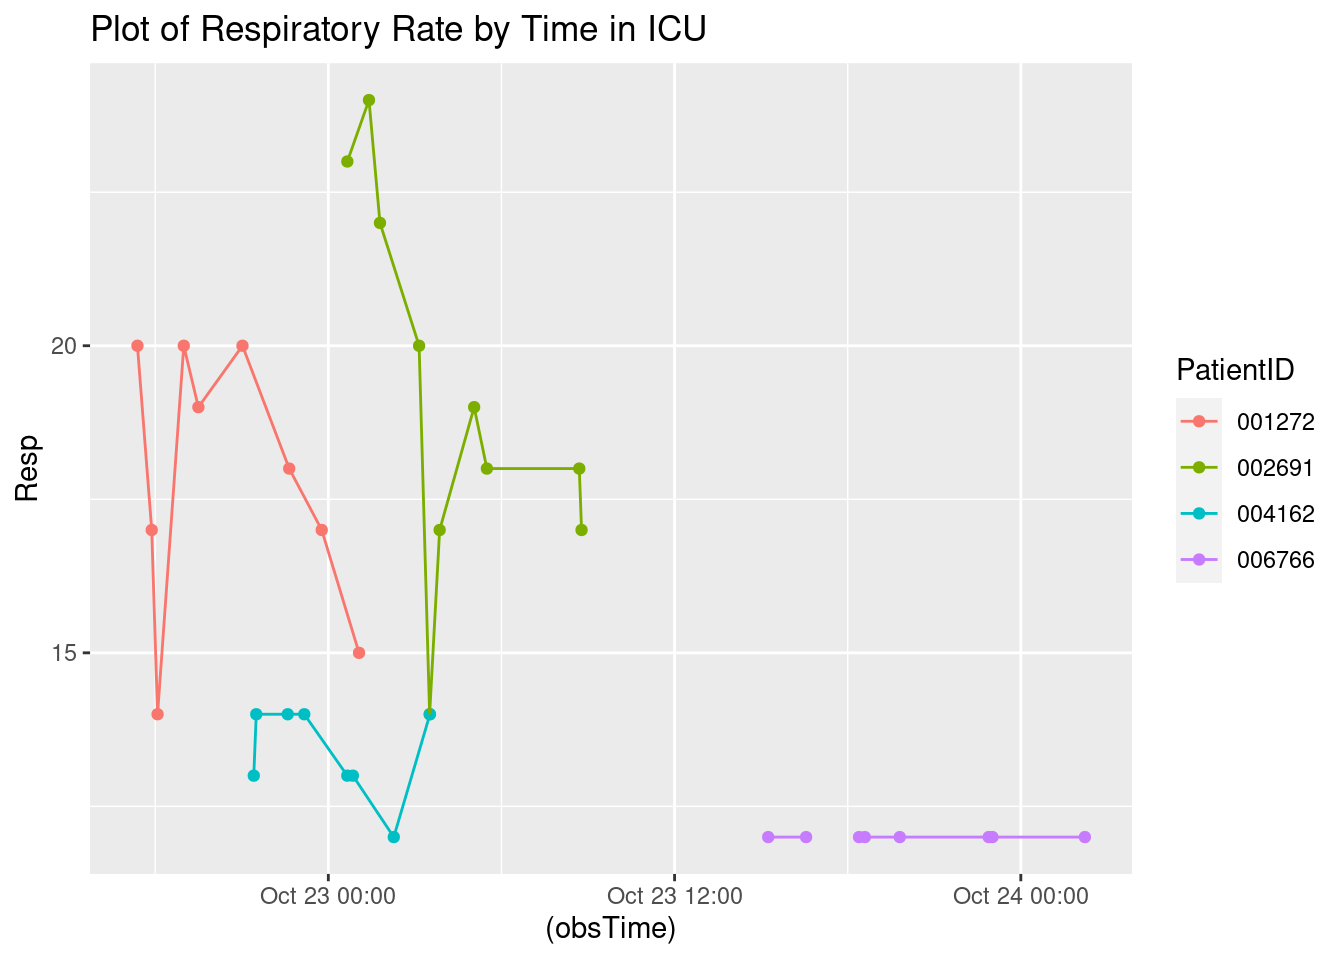 Plot of Respiratory Rate by Time in ICU
20
15
Resp
Oct 23 00:00
Oct 23 12:00
Oct 24 00:00
(obsTime)
PatientID
001272
002691
004162
006766